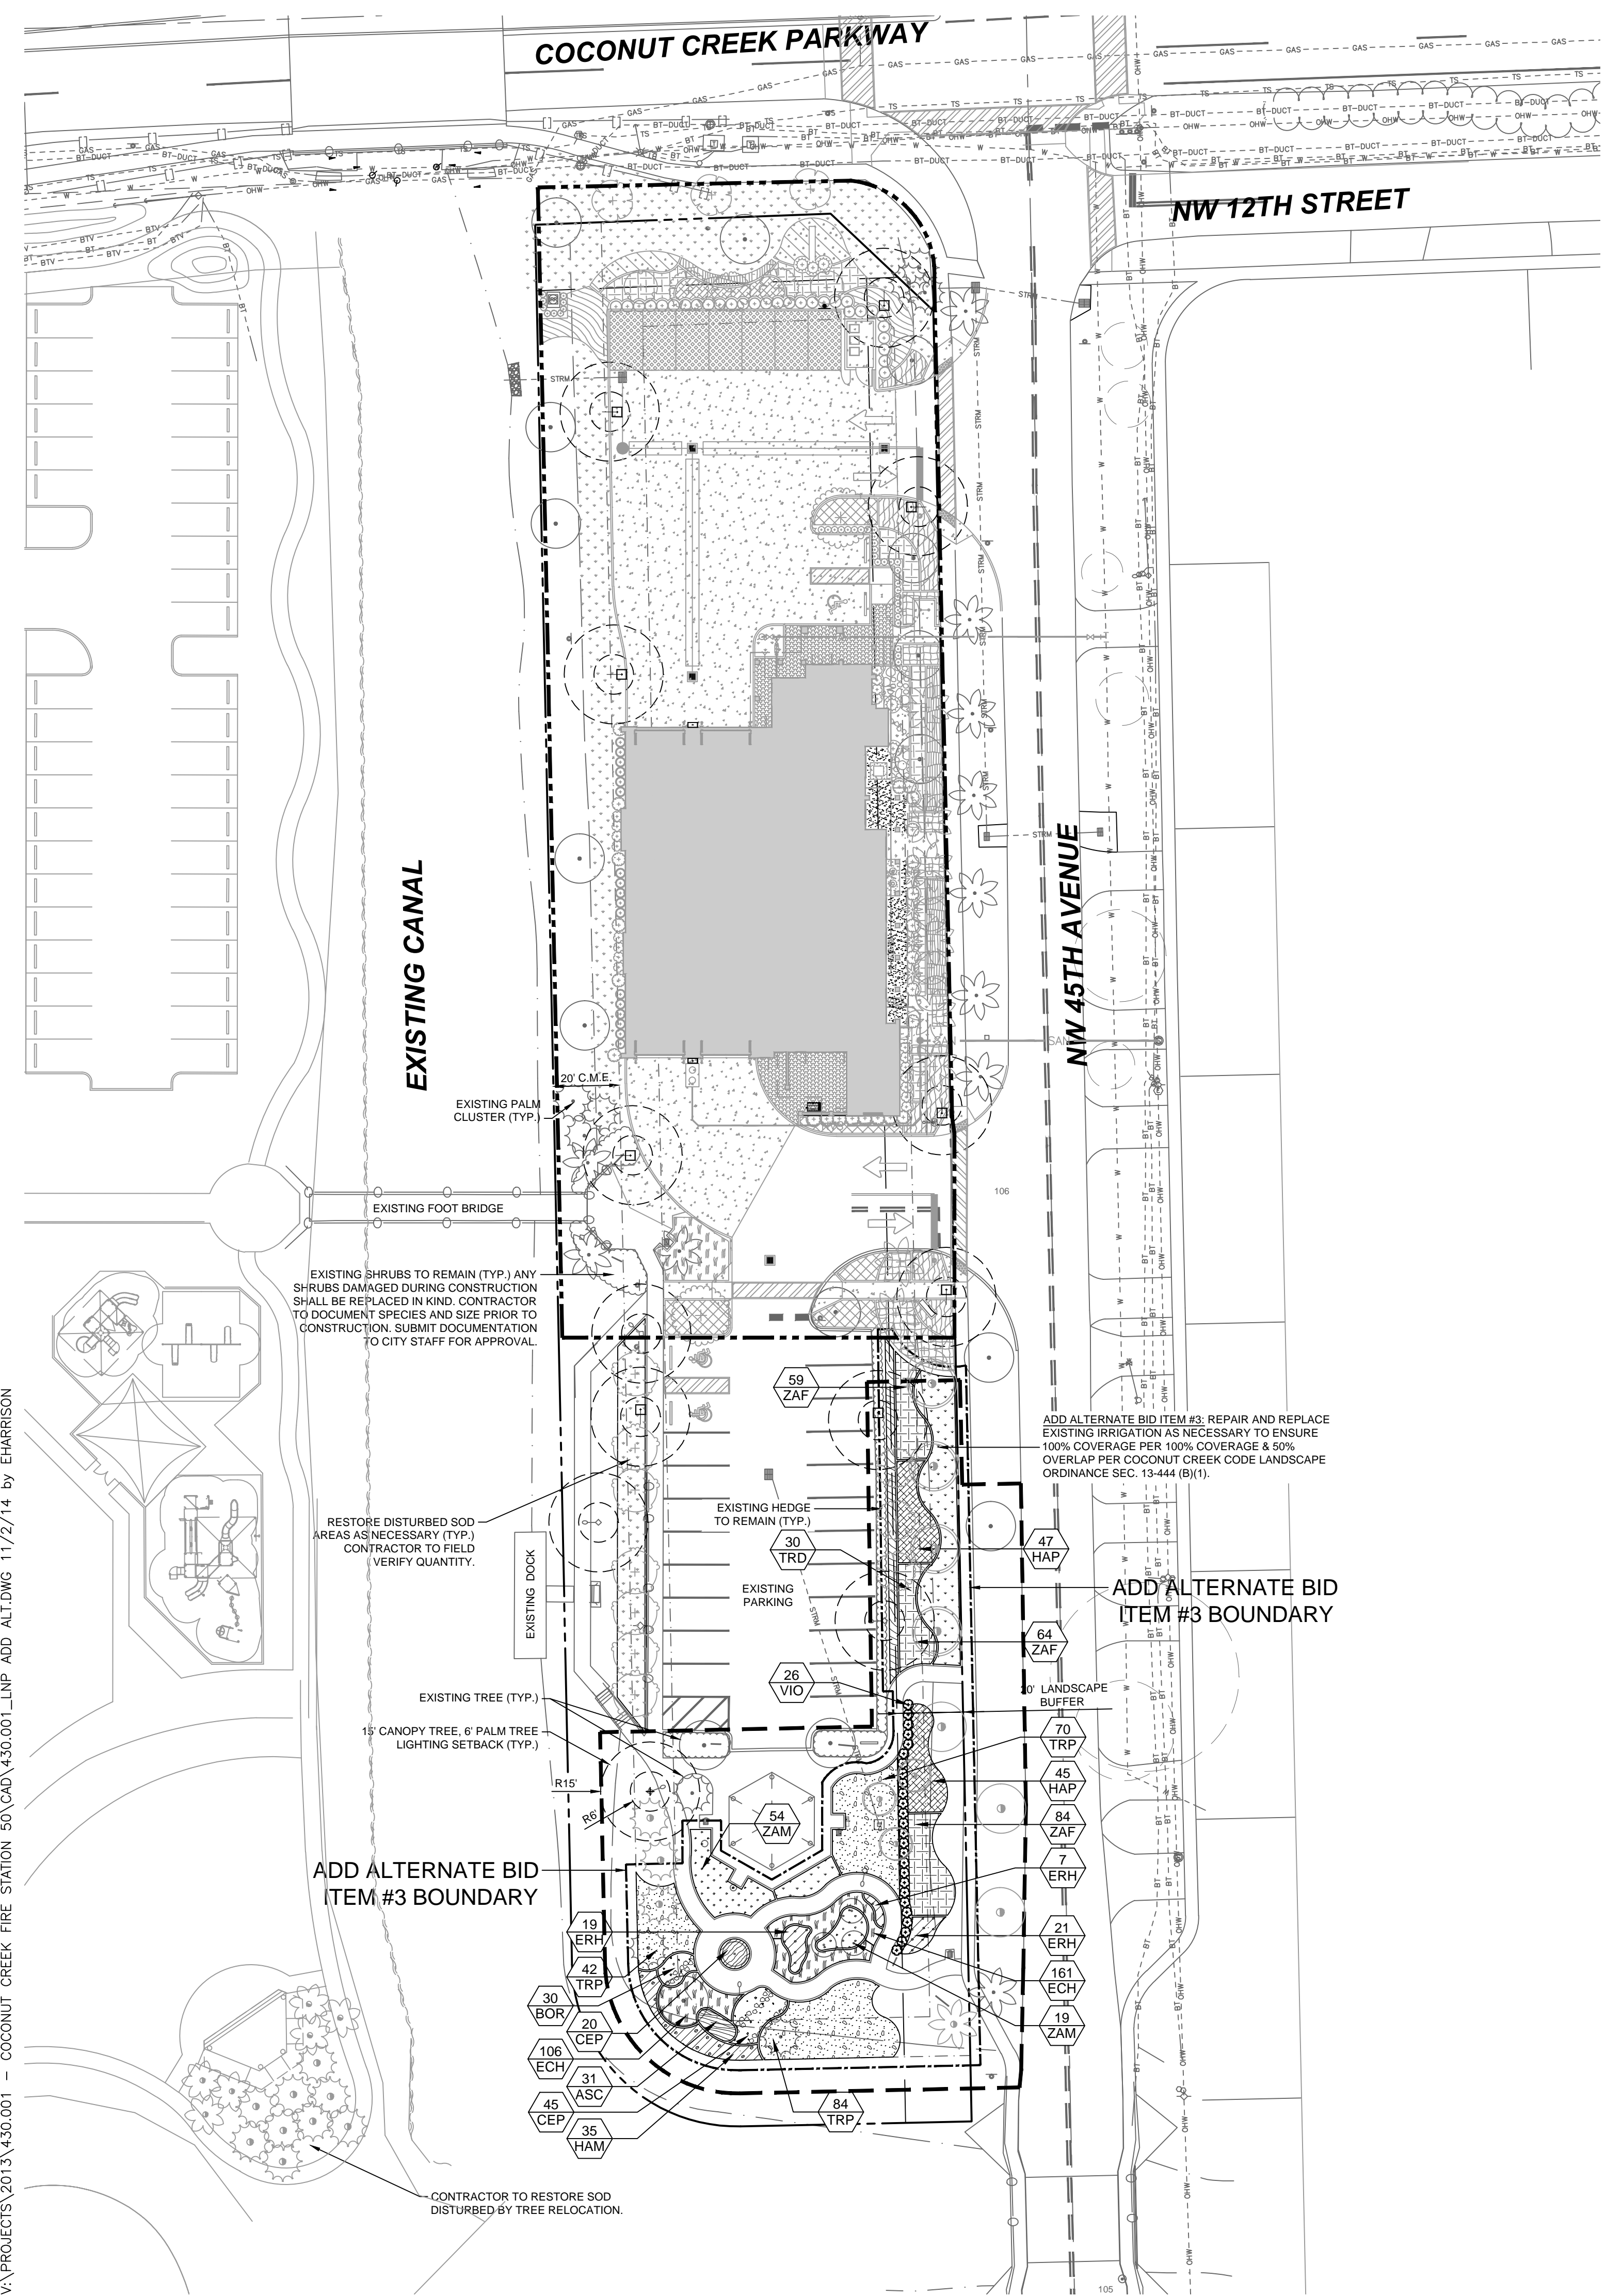 COCONUT CREEK PARKWAY
NW 12TH STREET
EXISTING CANAL
NW 45TH AVENUE
20' C.M.E.
EXISTING PALM
CLUSTER (TYP.)
EXISTING FOOT BRIDGE
106
EXISTING SHRUBS TO REMAIN (TYP.) ANY
SHRUBS DAMAGED DURING CONSTRUCTION
SHALL BE REPLACED IN KIND. CONTRACTOR
TO DOCUMENT SPECIES AND SIZE PRIOR TO
CONSTRUCTION. SUBMIT DOCUMENTATION
TO CITY STAFF FOR APPROVAL.
59
ZAF
ADD ALTERNATE BID ITEM #3: REPAIR AND REPLACE
EXISTING IRRIGATION AS NECESSARY TO ENSURE
100% COVERAGE PER 100% COVERAGE & 50%
OVERLAP PER COCONUT CREEK CODE LANDSCAPE
ORDINANCE SEC. 13-444 (B)(1).
RESTORE DISTURBED SOD
AREAS AS NECESSARY (TYP.)
CONTRACTOR TO FIELD
VERIFY QUANTITY.
EXISTING HEDGE
TO REMAIN (TYP.)
30
TRD
47
HAP
EXISTING DOCK
EXISTING
PARKING
STRM
ADD ALTERNATE BID
ITEM #3 BOUNDARY
64
ZAF
26
VIO
20' LANDSCAPE
BUFFER
EXISTING TREE (TYP.)
15' CANOPY TREE, 6' PALM TREE
LIGHTING SETBACK (TYP.)
70
TRP
R15'
R6'
45
HAP
54
ZAM
84
ZAF
7
ERH
ADD ALTERNATE BID
ITEM #3 BOUNDARY
19
ERH
21
ERH
42
TRP
161
ECH
30
BOR
20
CEP
19
ZAM
106
ECH
31
ASC
45
CEP
84
TRP
35
HAM
CONTRACTOR TO RESTORE SOD
DISTURBED BY TREE RELOCATION.
105
V:\PROJECTS\2013\430.001 - COCONUT CREEK FIRE STATION 50\CAD\430.001_LNP ADD ALT.DWG 11/2/14 by EHARRISON